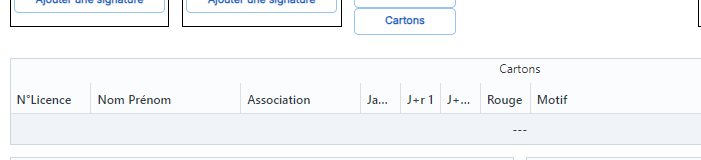 Ajouter une signature Ajouter une signature
Cartons
Cartons
N°Licence Nom Prénom Association Ja... J+r 1 J+... Rouge Motif
---